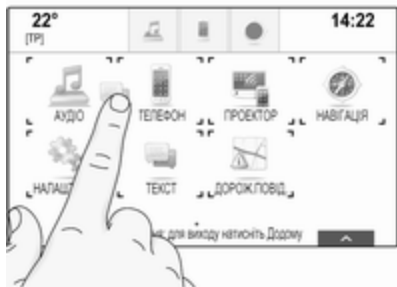 22° 14:22
[TP]
АУДІО ТЕЛЕФОН ПРОЕКТОР НАВІГАЦІЯ
ТЕКСТ ДОРОЖ.ПОВІД.
для виходу натисніть Додому